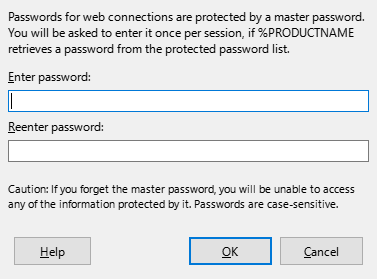 Passwords for web connections are protected by a master password.
You will be asked to enter it once per session, if %PRODUCTNAME
retrieves a password from the protected password list.
Enter password:
Reenter password:
Caution: If you forget the master password, you will be unable to access
any of the information protected by it. Passwords are case-sensitive.
Help
OK
Cancel